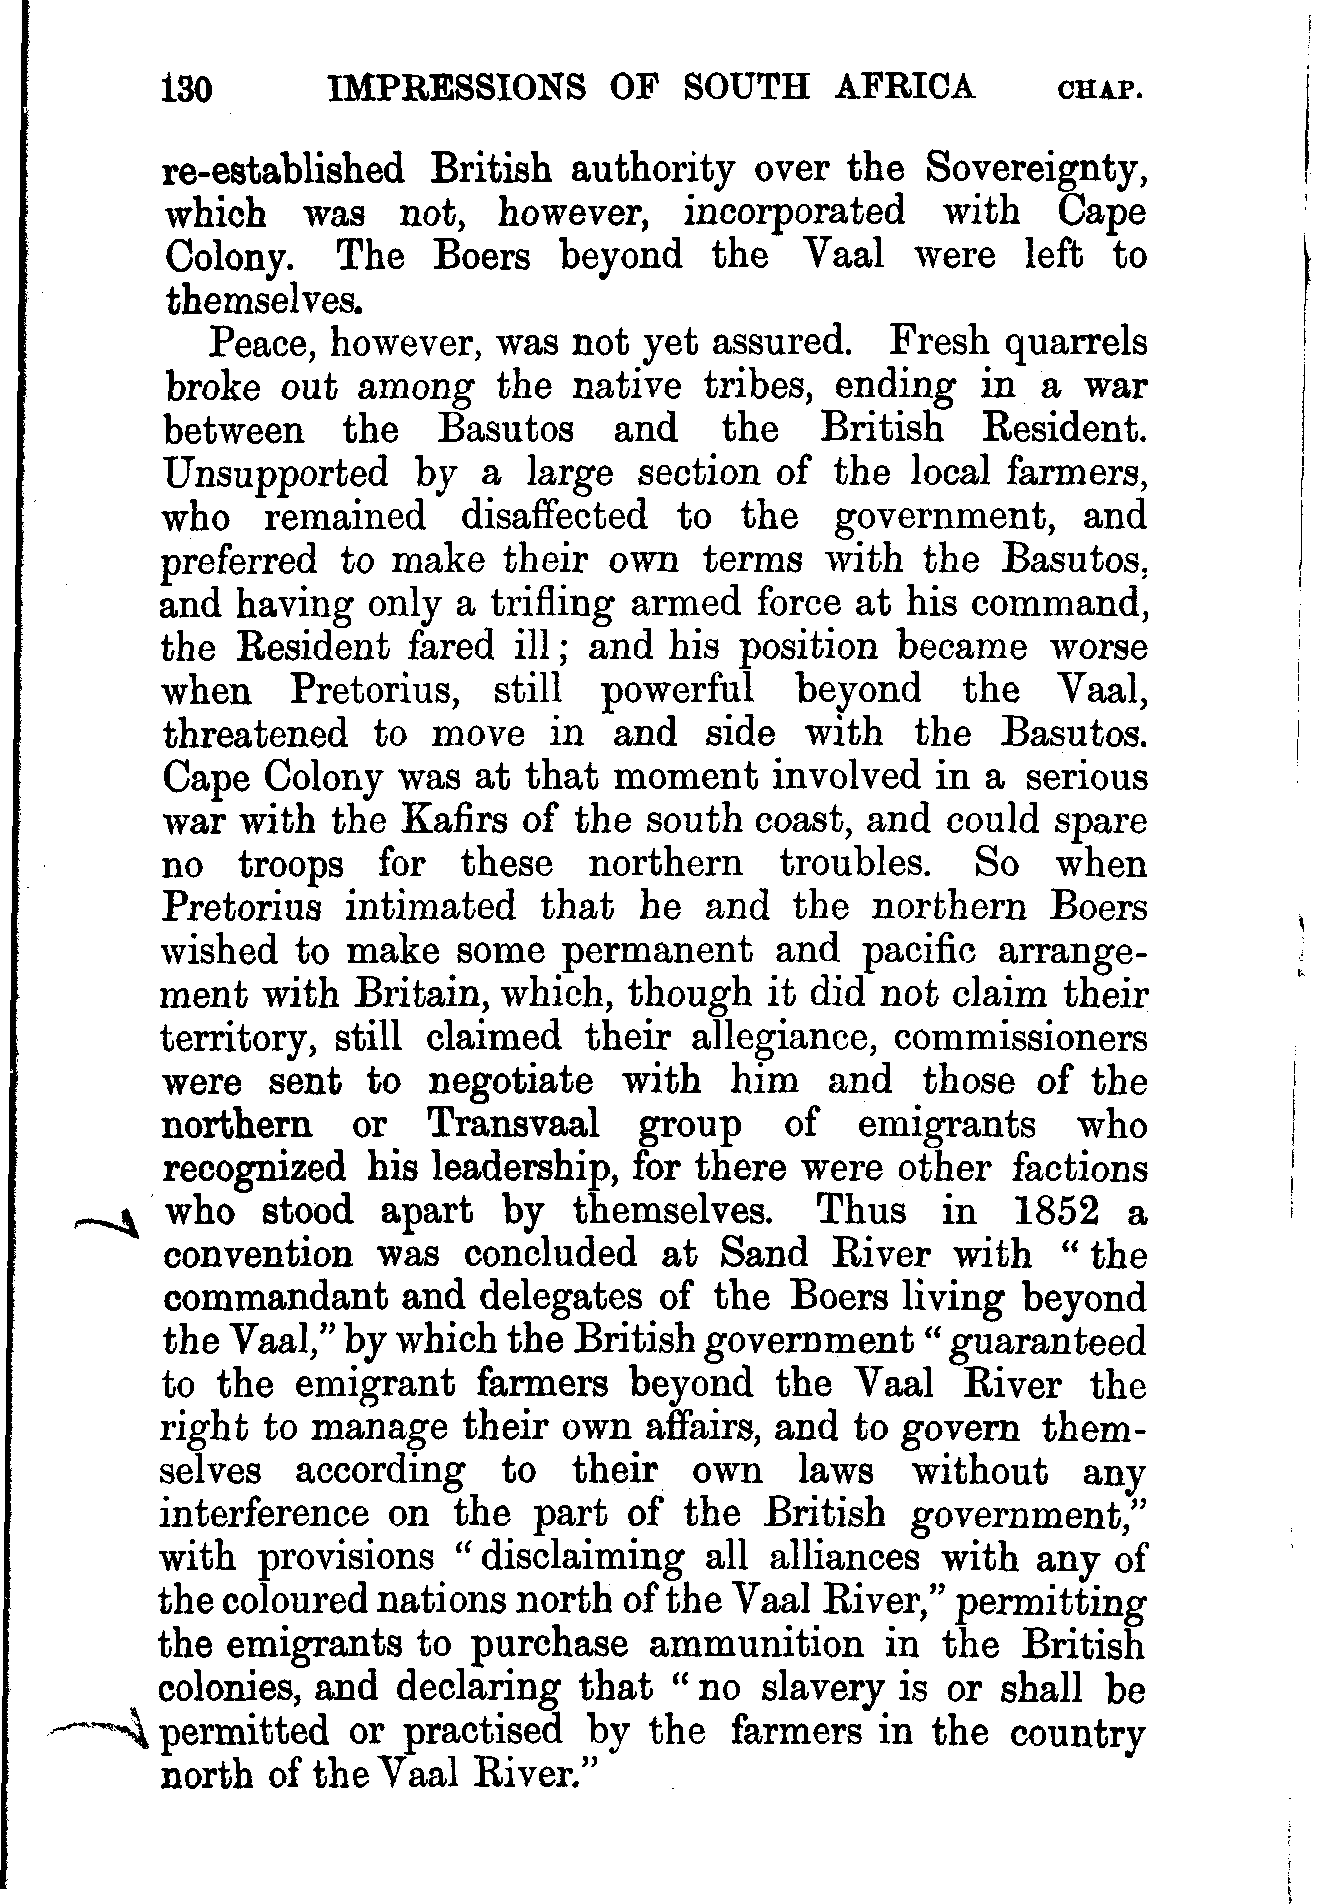 130 IMPRESSIONS OF SOUTH AFRICA CHAP.
re-established British authority over the Sovereignty,
which was not, however, incorporated with Cape
Colony. The Boers beyond the Vaal were left to
themselves.
Peace, however, was not yet assured. Fresh quarrels
broke out among the native tribes, ending in a war
between the Basutos and the British Resident.
Unsupported by a large section of the local farmers,
who remained disaffected to the government, and
preferred to make their own terms with the Basutos,
and having only a trifling armed force at his command,
the Resident fared ill; and his position became worse
when Pretorius, still powerful beyond the Vaal,
threatened to move in and side with the Basutos.
Cape Colony was at that moment involved in a serious
war with the Kafirs of the south coast, and could spare
no troops for these northern troubles. So when
Pretorius intimated that he and the northern Boers
wished to make some permanent and pacific arrange-
ment with Britain, which, though it did not claim their
territory, still claimed their allegiance, commissioners
were sent to negotiate with him and those of the
northern or Transvaal group of emigrants who
recognized his leadership, for there were other factions
who stood apart by themselves. Thus in 1852 a
convention was concluded at Sand River with "the
commandant and delegates of the Boers living beyond
the Vaal," by which the British government "guaranteed
to the emigrant farmers beyond the Vaal River the
right to manage their own affairs, and to govern them-
selves according to their own laws without any
interference on the part of the British government,"
with provisions "disclaiming all alliances with any of
the coloured nations north of the Vaal River," permitting
the emigrants to purchase ammunition in the British
colonies, and declaring that "no slavery is or shall be
permitted or practised by the farmers in the country
north of the Vaal River."